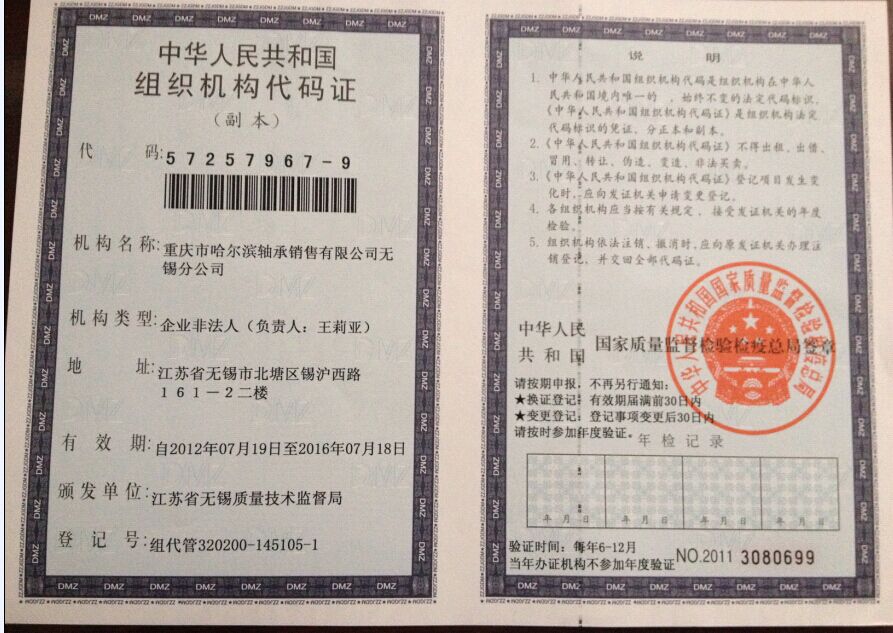 中华人民共和国
组织机构代码证
（副本）
代 码:57257967-9
机构名称:重庆市哈尔滨轴承销售有限公司无
锡分公司
机构类型:企业非法人（负责人：王莉亚）
地 址:江苏省无锡市北塘区锡沪西路
１６１－２二楼
有 效 期:自2012年07月19日至2016年07月18日
颁发单位:江苏省无锡质量技术监督局
登 记 号:组代管320200-145105-1
说 明
1. 中华人民共和国组织机构代码是组织机构在中华人
民共和国境内唯一的 ，始终不变的法定代码标识，
《中华人民共和国组织机构代码证》是组织机构法定
代码标识的凭证，分正本和副本。
2.《中华人民共和国组织机构代码证》不得出租，出借，
冒用、转让、伪造、变造、非法买卖。
3.《中华人民共和国组织机构代码证》登记项目发生变
化时，应向发证机关申请变更登记。
4. 各组织机构应当按有关规定，接受发证机关的年度
检验。
5. 组织机构依法注销、撤消时，应向原发证机关办理注
销登记，并交回全部代码证。
中华人民
共和国 国家质量监督检验检疫总局签章
中华人民共和国国家质量监督检验检疫总局
请按期申报，不再另行通知：
★换证登记：有效期届满前30日内
★变更登记：登记事项变更后30日内
请按时参加年度验证。
年检记录
年 月 日 年 月 日 年 月 日 年 月 日
验证时间：每年6-12月
当年办证机构不参加年度验证 NO.2011 3080699